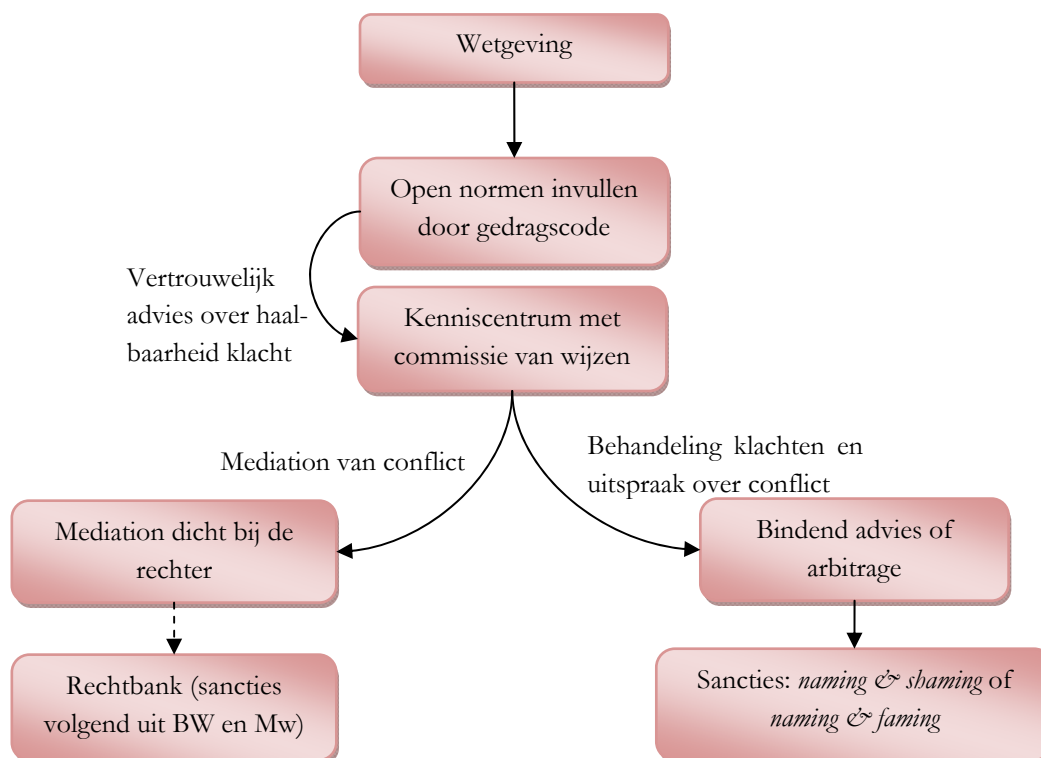 Wetgeving
Open normen invullen
door gedragscode
Vertrouwelijk
advies over haal-
baarheid klacht
Kenniscentrum met
commissie van wijzen
Mediation van conflict
Behandeling klachten en
uitspraak over conflict
Mediation dicht bij de
rechter
Bindend advies of
arbitrage
Rechtbank (sancties
volgend uit BW en Mw)
Sancties: naming & shaming of
naming & faming